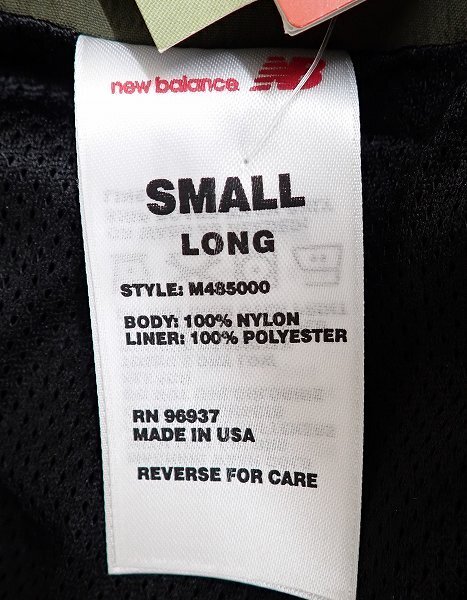 new balance NB
SMALL
LONG
STYLE: M485000
BODY: 100% NYLON
LINER: 100% POLYESTER
RN 96937
MADE IN USA
REVERSE FOR CARE